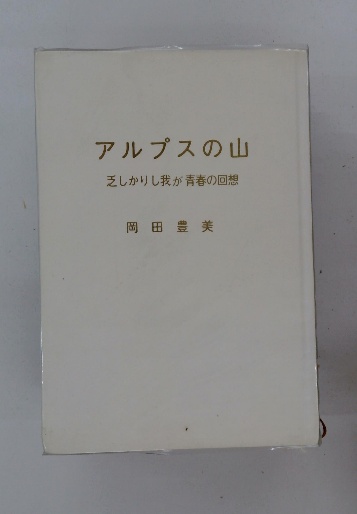 アルプスの山
乏しかりし我が青春の回想
岡田豊美